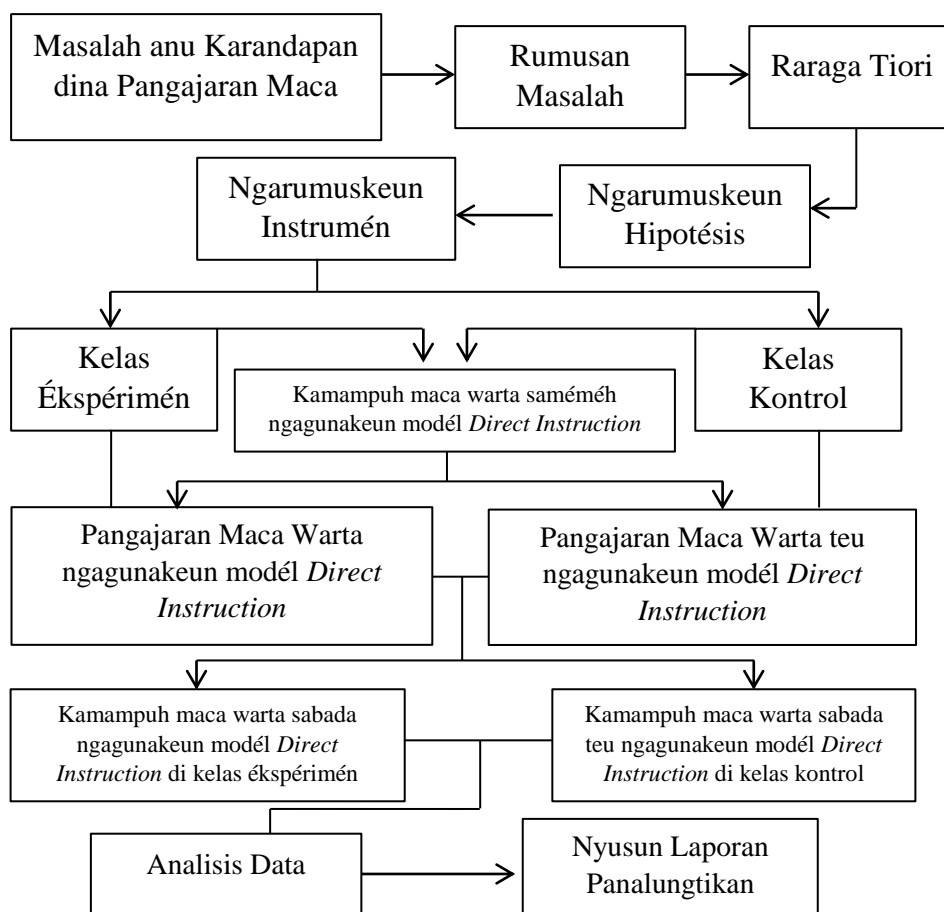 Masalah anu Karandapan
dina Pangajaran Maca
Rumusan
Masalah
Raraga Tiori
Ngarumuskeun
Hipotésis
Ngarumuskeun
Instrumén
Kelas
Ékspérimén
Kamampuh maca warta saméméh
ngagunakeun modél Direct Instruction
Kelas
Kontrol
Pangajaran Maca Warta
ngagunakeun modél Direct
Instruction
Pangajaran Maca Warta teu
ngagunakeun modél Direct
Instruction
Kamampuh maca warta sabada
ngagunakeun modél Direct
Instruction di kelas ékspérimén
Kamampuh maca warta sabada
teu ngagunakeun modél Direct
Instruction di kelas kontrol
Analisis Data
Nyusun Laporan
Panalungtikan